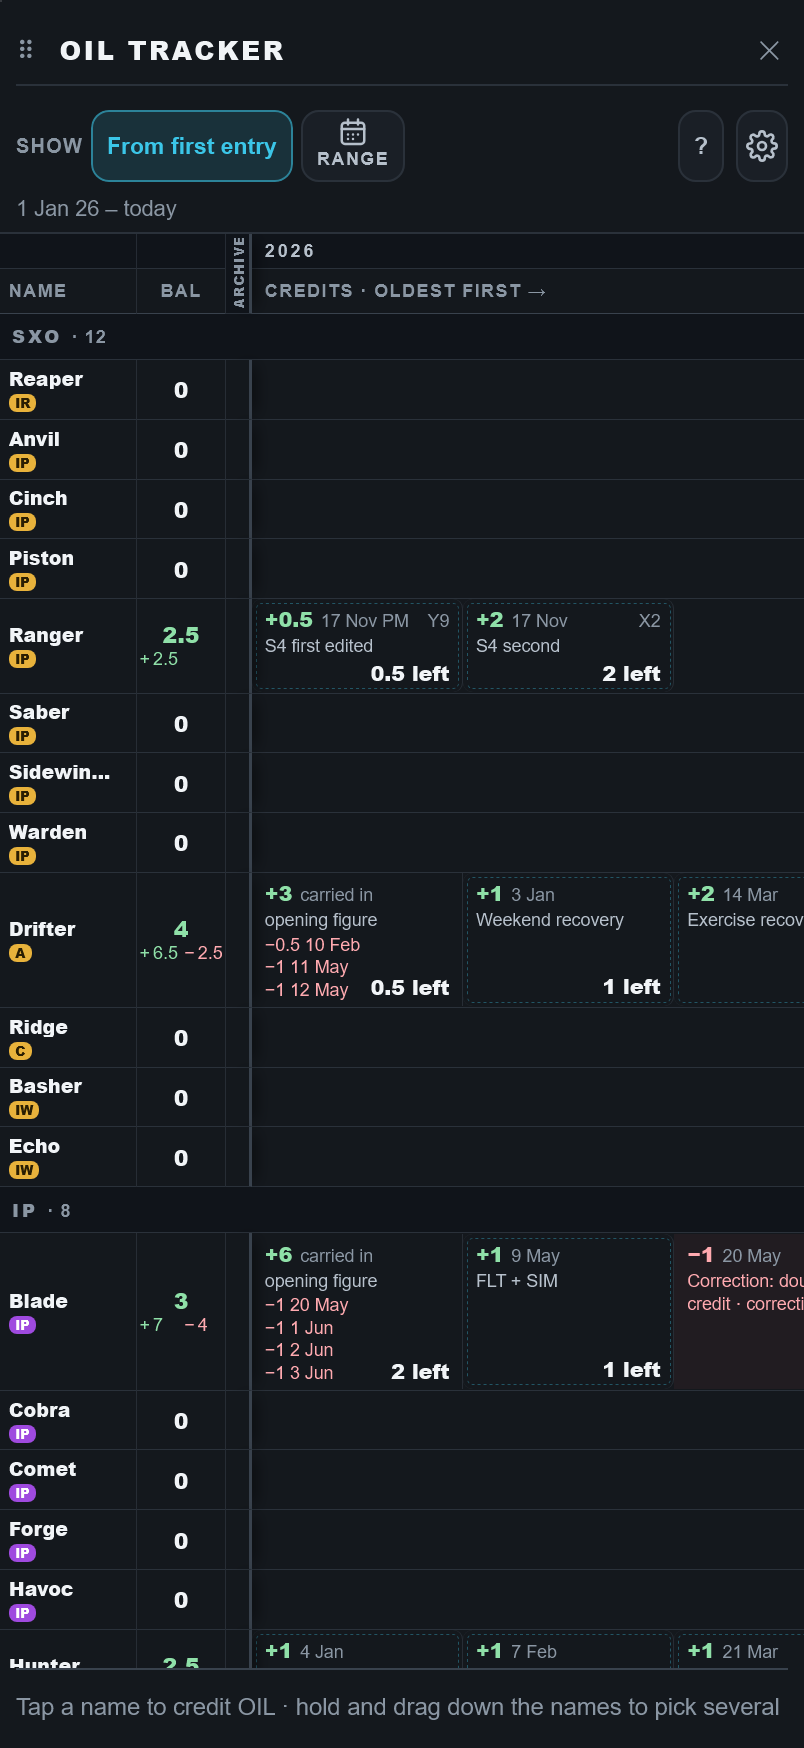 OIL TRACKER
SHOW From first entry RANGE ?
1 Jan 26 – today
ARCHIVE 2026
NAME BAL CREDITS · OLDEST FIRST →
SXO · 12
Reaper
IR 0
Anvil
IP 0
Cinch
IP 0
Piston
IP 0
Ranger
IP
2.5
+2.5
+0.5 17 Nov PM Y9
S4 first edited
0.5 left
+2 17 Nov X2
S4 second
2 left
Saber
IP 0
Sidewin...
IP 0
Warden
IP 0
Drifter
A
4
+6.5 −2.5
+3 carried in
opening figure
−0.5 10 Feb
−1 11 May
−1 12 May 0.5 left
+1 3 Jan
Weekend recovery
1 left
+2 14 Mar
Exercise recov
Ridge
C 0
Basher
IW 0
Echo
IW 0
IP · 8
Blade
IP
3
+7 −4
+6 carried in
opening figure
−1 20 May
−1 1 Jun
−1 2 Jun
−1 3 Jun 2 left
+1 9 May
FLT + SIM
1 left
−1 20 May
Correction: dou
credit · correcti
Cobra
IP 0
Comet
IP 0
Forge
IP 0
Havoc
IP 0
Hunter 2.5
+1 4 Jan
+1 7 Feb
+1 21 Mar
Tap a name to credit OIL · hold and drag down the names to pick several